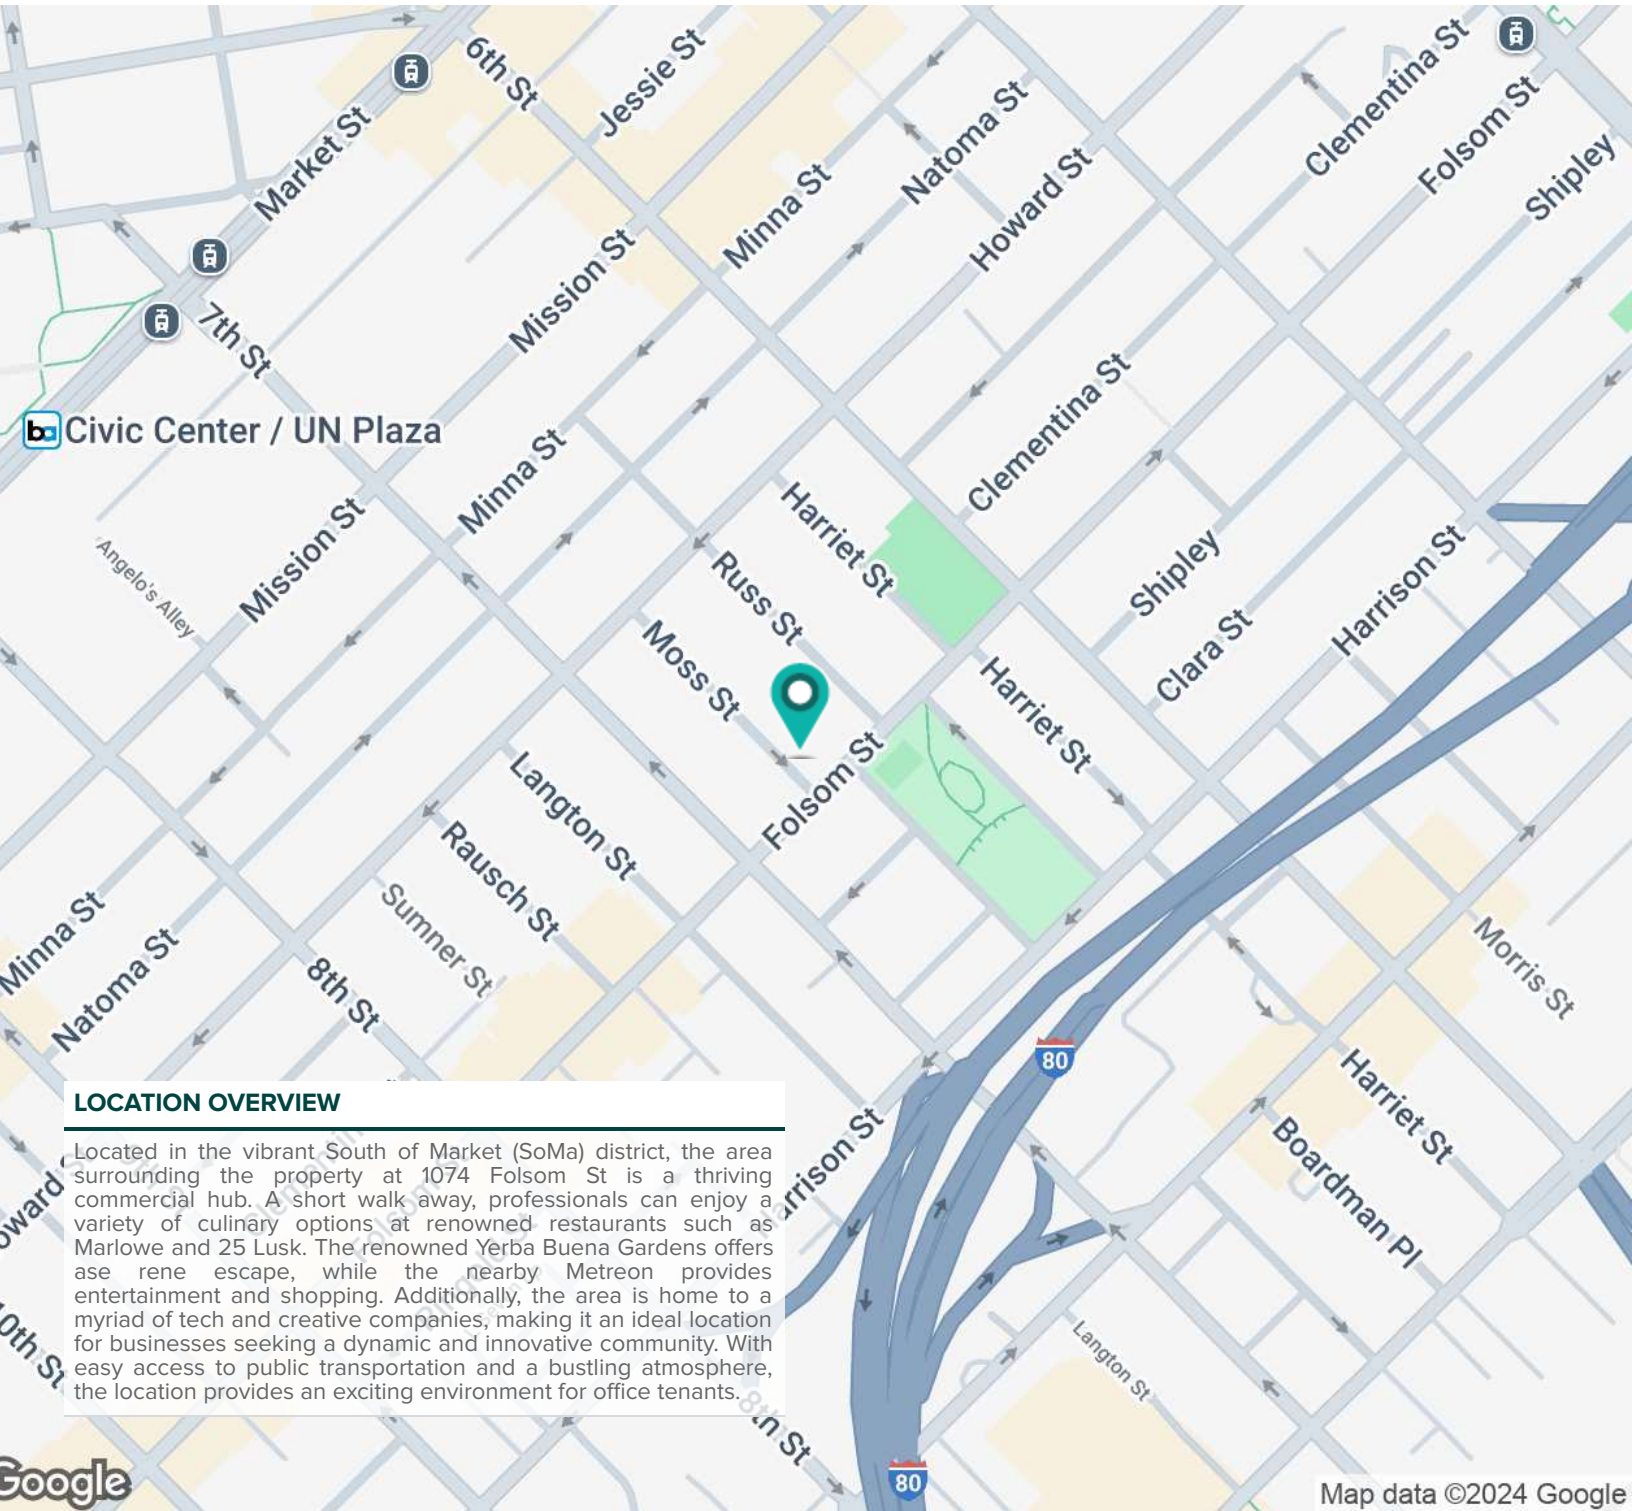 6th St
Jessie St
Clementina St
Folsom St
Shipley
Market St
Natoma St
Minna St
Howard St
Mission St
7th St
Civic Center / UN Plaza
Clementina St
Minna St
Mission St
Angelo's Alley
Harriet St
Russ St
Moss St
Shipley
Clara St
Harrison St
Harriet St
Folsom St
Langton St
Rausch St
Sumner St
Minna St
Natoma St
8th St
Morris St
80
Harriet St
Boardman Pl
LOCATION OVERVIEW
Located in the vibrant South of Market (SoMa) district, the area
surrounding the property at 1074 Folsom St is a thriving
commercial hub. A short walk away, professionals can enjoy a
variety of culinary options at renowned restaurants such as
Marlowe and 25 Lusk. The renowned Yerba Buena Gardens offers
ase rene escape, while the nearby Metreon provides
entertainment and shopping. Additionally, the area is home to a
myriad of tech and creative companies, making it an ideal location
for businesses seeking a dynamic and innovative community. With
easy access to public transportation and a bustling atmosphere,
the location provides an exciting environment for office tenants.
oward
rrison St
0th St
Langton St
8th St
80
Google
Map data ©2024 Google